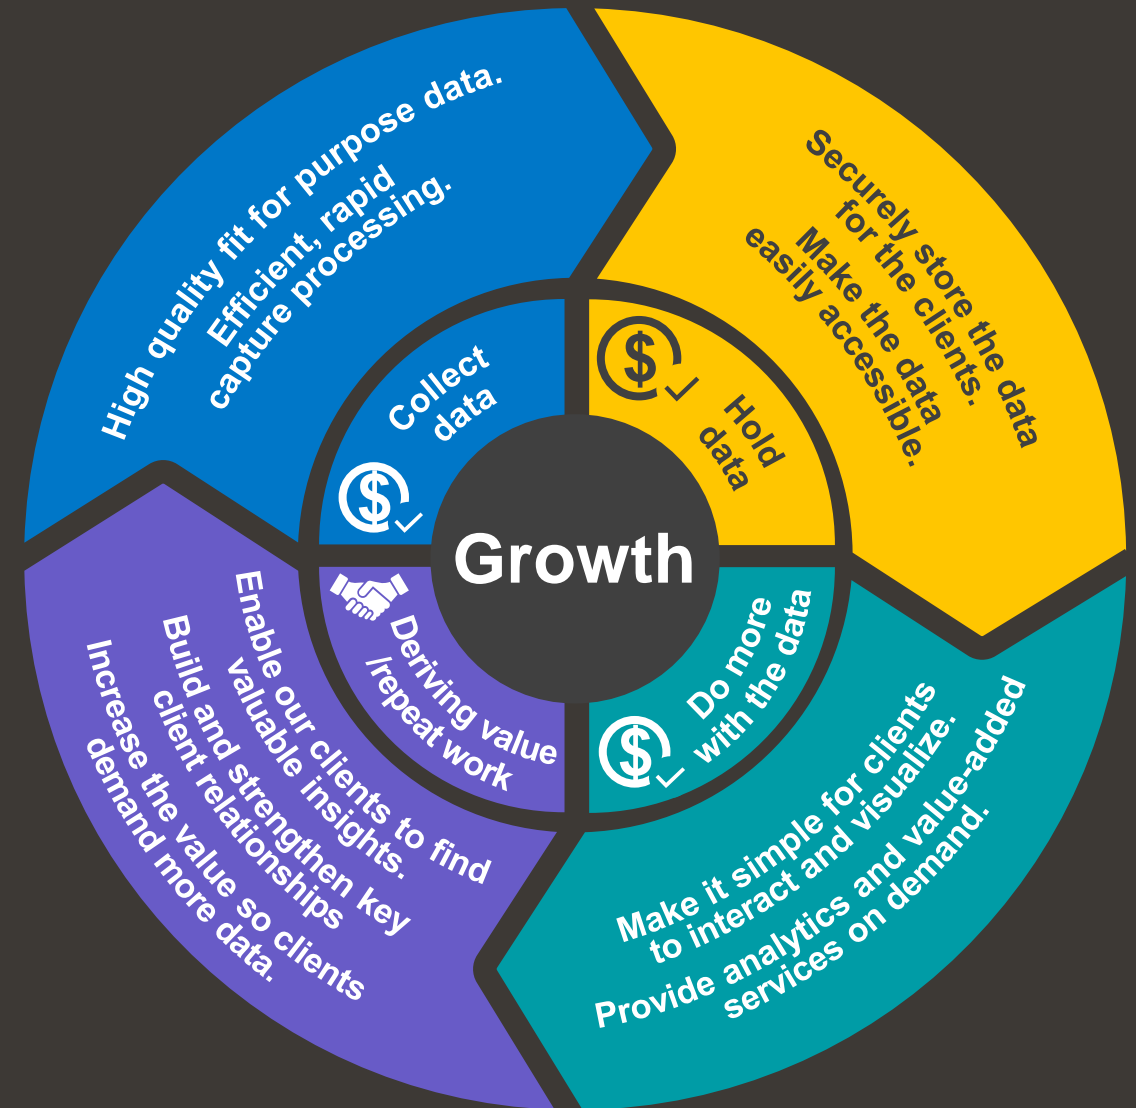 High quality fit for purpose data.
Efficient, rapid
capture processing.
Collect
data
$
Securely store the data
for the clients.
Make the data
easily accessible.
$
Hold
data
Growth
Do more
with the data
$
Make it simple for clients
to interact and visualize.
Provide analytics and value-added
services on demand.
Deriving value
/repeat work
Enable our clients to find
valuable insights.
Build and strengthen key
client relationships
Increase the value so clients
demand more data.